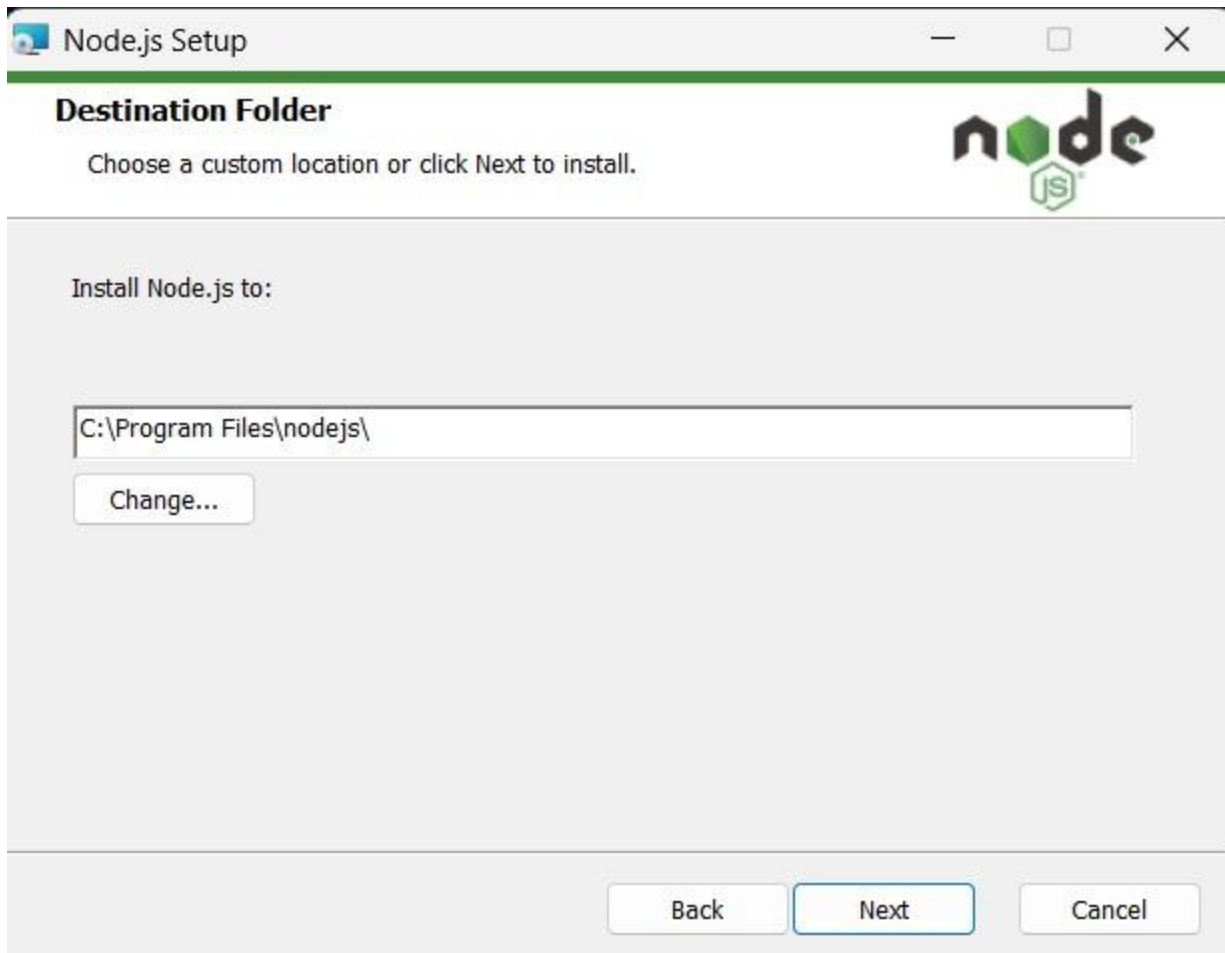 Node.js Setup
Destination Folder
Choose a custom location or click Next to install.
node
JS
Install Node.js to:
C:\Program Files\nodejs\
Change...
Back Next Cancel